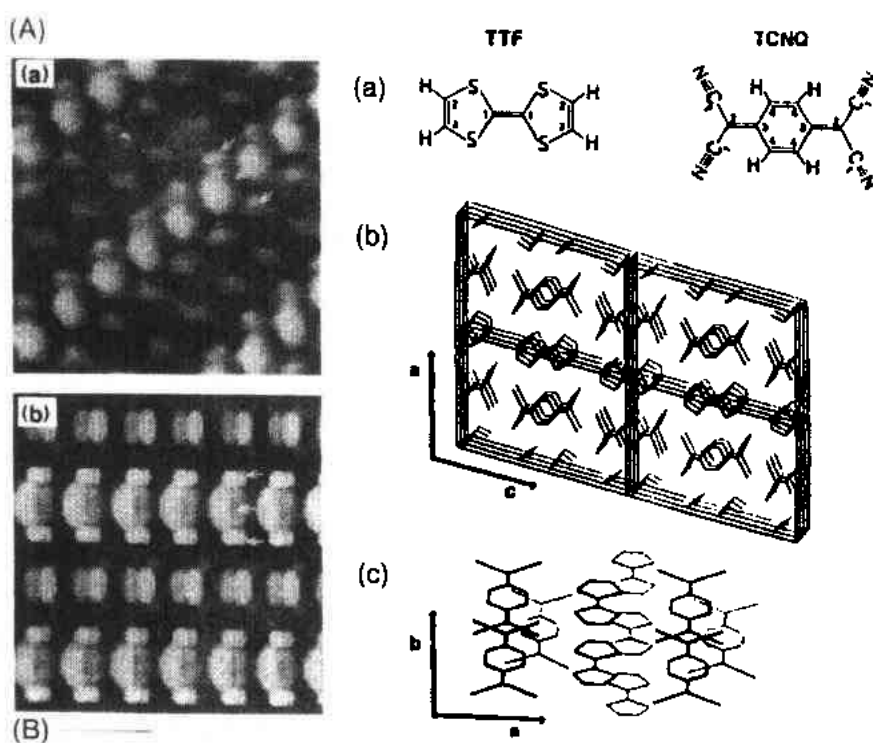 (A)
(a)
(b)
(B)
TTF
TCNQ
(a)
H S S H
H S S H
N≡C H H C≡N
N≡C H H C≡N
(b)
a
c
(c)
b
a